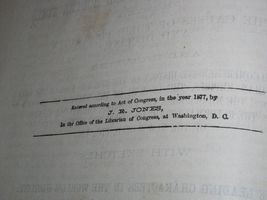 Entered according to Act of Congress, in the year 1877, by
J. R. JONES,
In the Office of the Librarian of Congress, at Washington, D. C.